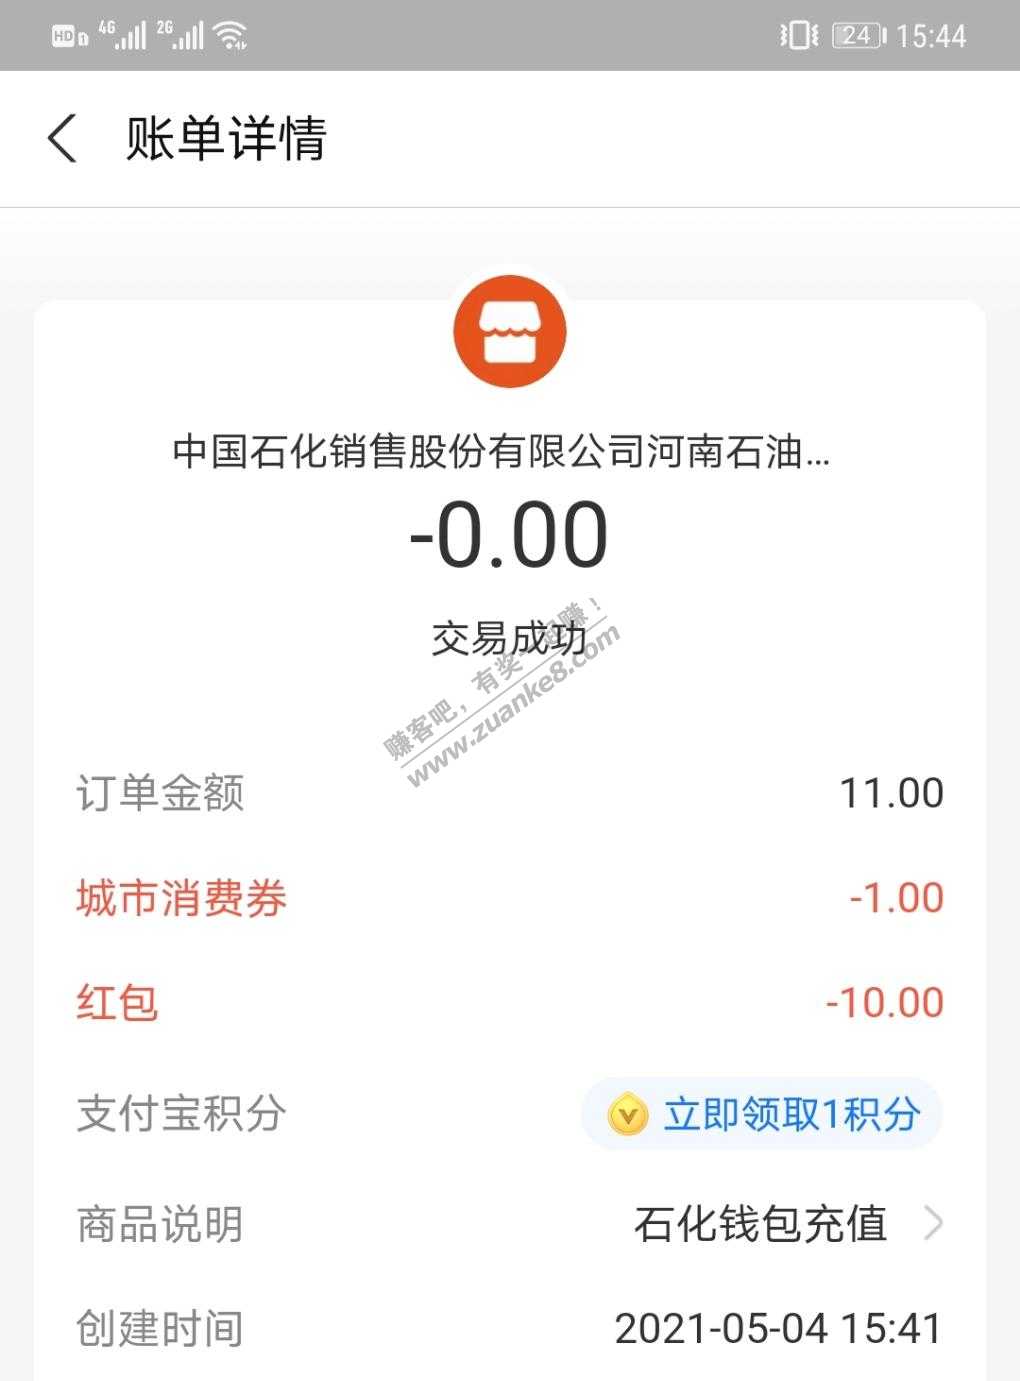 HD 1 4G 2G 24 15:44
账单详情
中国石化销售股份有限公司河南石油...
-0.00
交易成功
赚客吧，有奖一起赚！
www.zuanke8.com
订单金额 11.00
城市消费券 -1.00
红包 -10.00
支付宝积分 立即领取1积分
商品说明 石化钱包充值
创建时间 2021-05-04 15:41